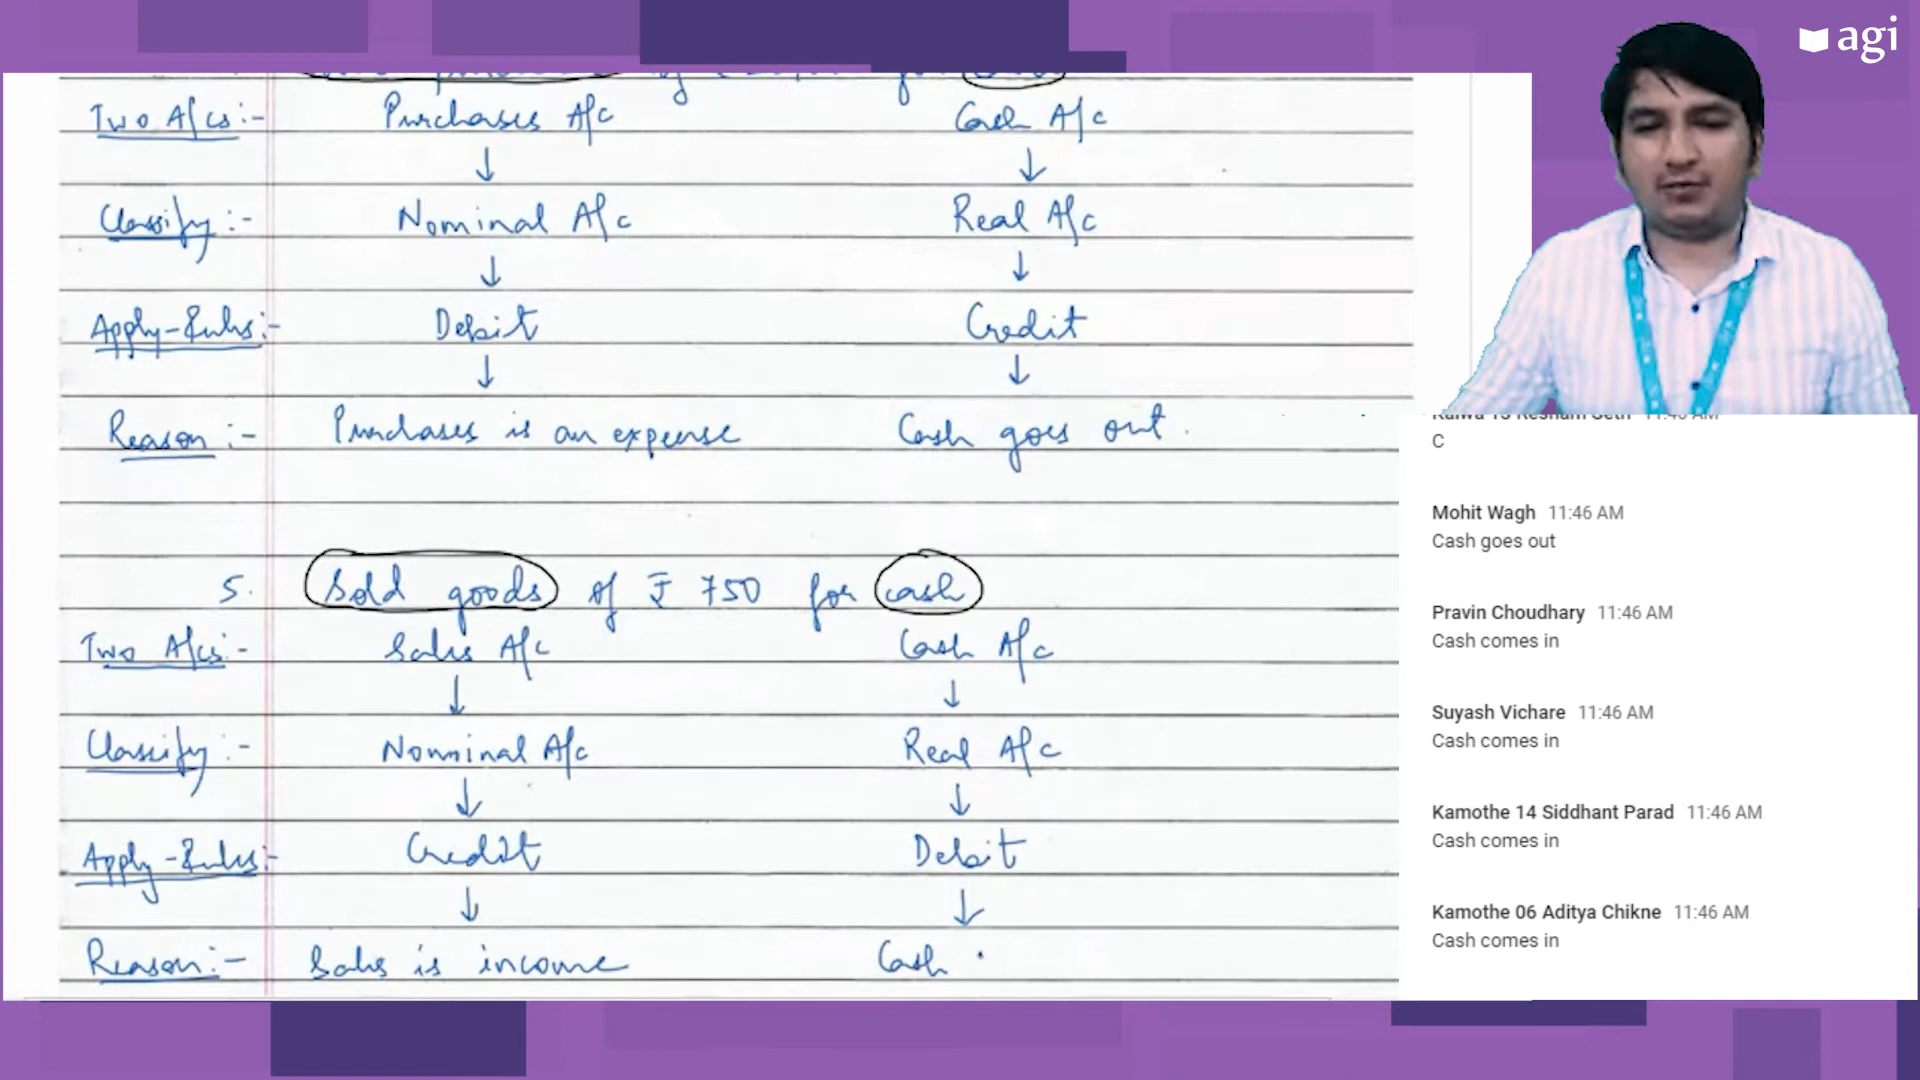 agi
Two A/cs :- Purchases A/c Cash A/c
↓ ↓
Classify :- Nominal A/c Real A/c
↓ ↓
Apply-Rules :- Debit Credit
↓ ↓
Reason :- Purchases is an expense Cash goes out.
5. Sold goods of ₹ 750 for cash
Two A/cs :- Sales A/c Cash A/c
↓ ↓
Classify :- Nominal A/c Real A/c
↓ ↓
Apply-Rules :- Credit Debit
↓ ↓
Reason :- Sales is income Cash
C
Mohit Wagh 11:46 AM
Cash goes out
Pravin Choudhary 11:46 AM
Cash comes in
Suyash Vichare 11:46 AM
Cash comes in
Kamothe 14 Siddhant Parad 11:46 AM
Cash comes in
Kamothe 06 Aditya Chikne 11:46 AM
Cash comes in